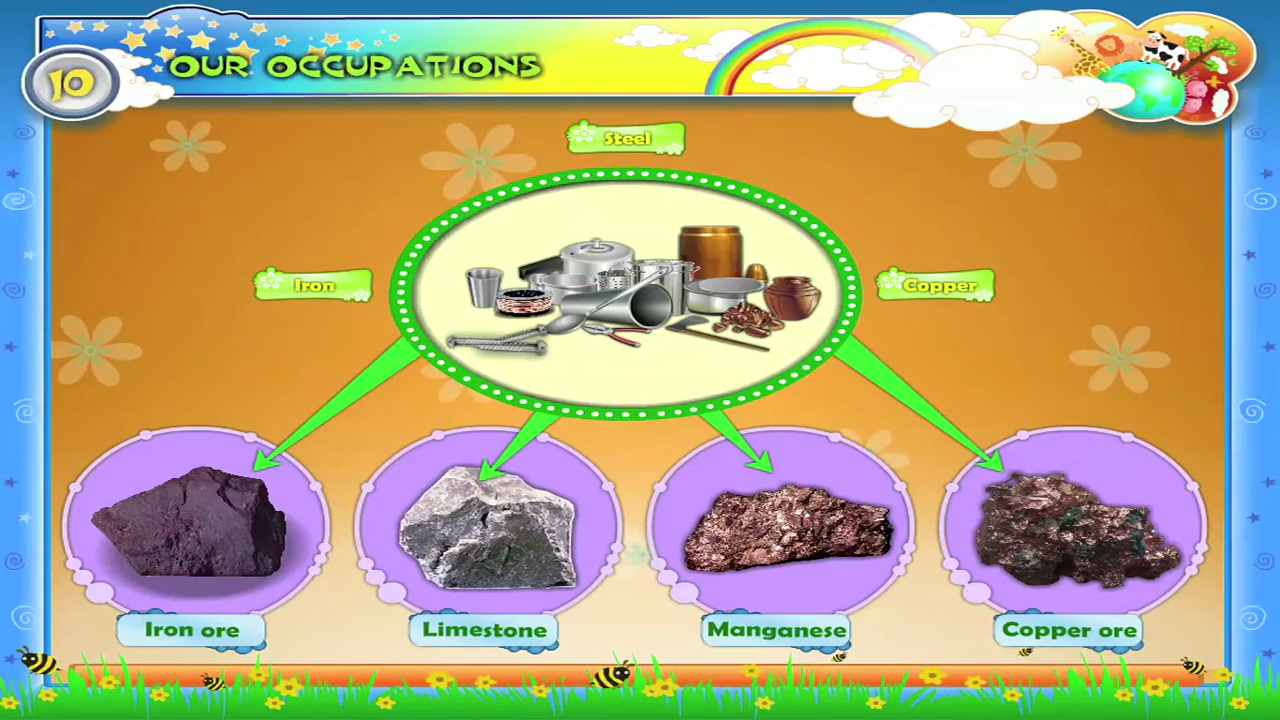 10
OUR OCCUPATIONS
Steel
Iron
Copper
Iron ore
Limestone
Manganese
Copper ore